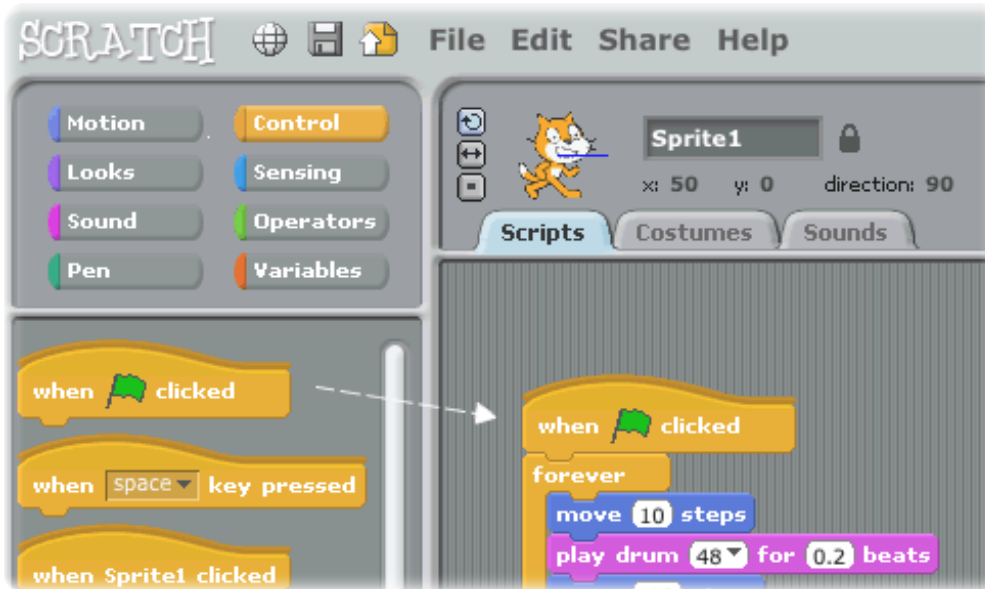 SCRATCH File Edit Share Help
Motion Control
Looks Sensing
Sound Operators
Pen Variables
Sprite1
x: 50 y: 0 direction: 90
Scripts Costumes Sounds
when clicked
when space key pressed
when Sprite1 clicked
when clicked
forever
move 10 steps
play drum 48 for 0.2 beats